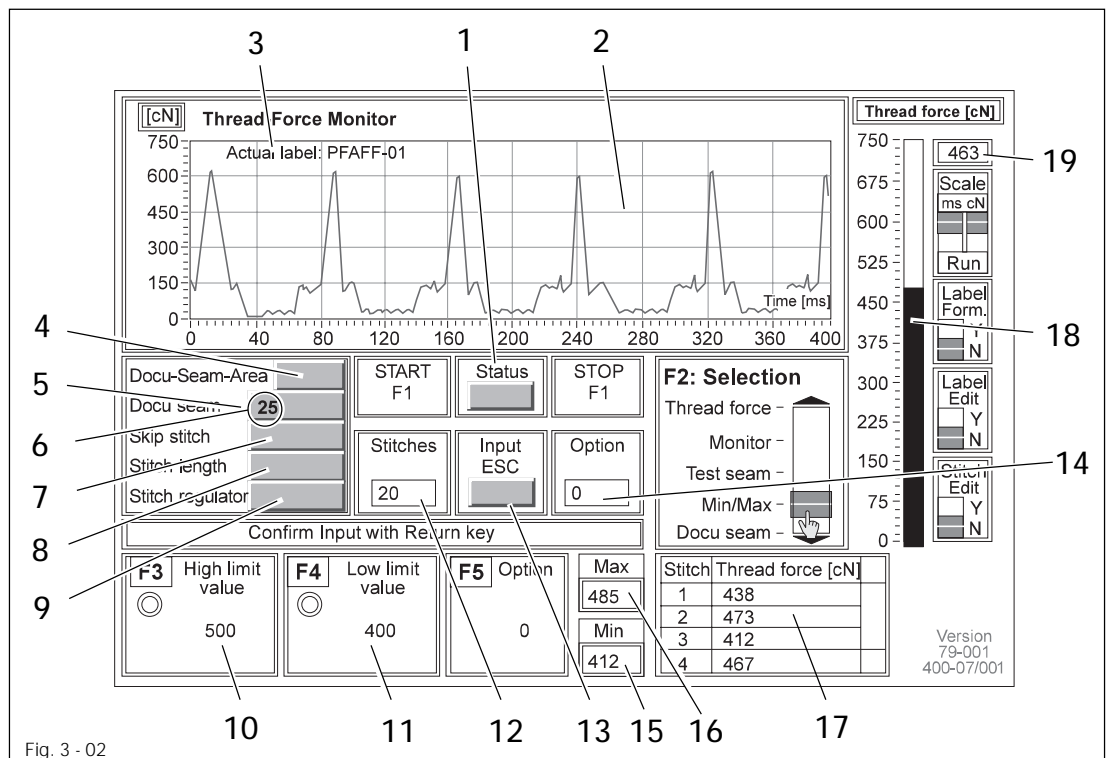 1
2
3
[cN]
Thread Force Monitor
Thread force [cN]
Actual label: PFAFF-01
750
600
450
300
150
0
0 40 80 120 160 200 240 280 320 360 400
Time [ms]
750
675
600
525
450
375
300
225
150
75
0
463
19
Scale
ms cN
Run
Label
Form.
Y
N
18
Label
Edit
Y
N
Stitch
Edit
Y
N
4
5
6
7
8
9
Docu-Seam-Area
Docu seam
25
Skip stitch
Stitch length
Stitch regulator
START
F1
Status
STOP
F1
Stitches
20
Input
ESC
Option
0
14
F2: Selection
Thread force -
Monitor -
Test seam -
Min/Max -
Docu seam -
Confirm Input with Return key
F3 High limit
value
500
F4 Low limit
value
400
F5 Option
0
Max
485
Min
412
Stitch Thread force [cN]
1 438
2 473
3 412
4 467
Version
79-001
400-07/001
10
11
12
13
15
16
17
Fig. 3 - 02